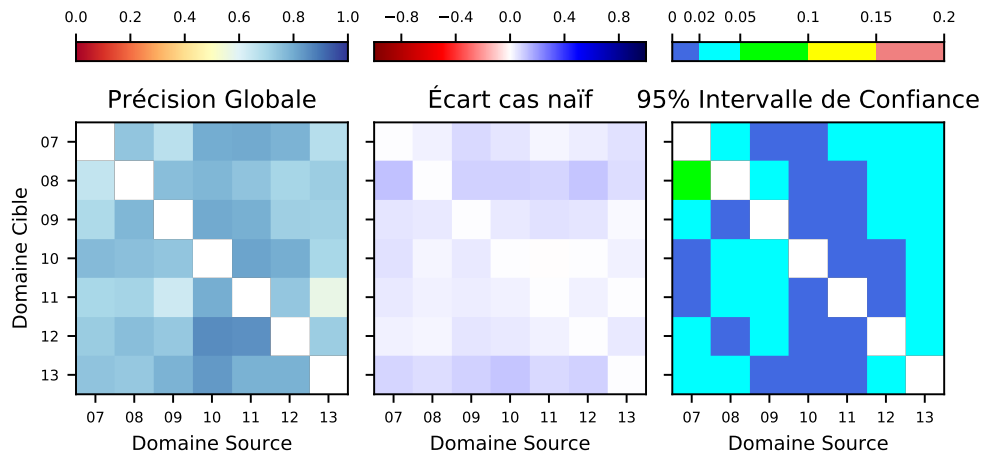 0.0 0.2 0.4 0.6 0.8 1.0
−0.8 −0.4 0.0 0.4 0.8
0 0.02 0.05 0.1 0.15 0.2
Précision Globale
Écart cas naïf
95% Intervalle de Confiance
Domaine Cible
07
08
09
10
11
12
13
07 08 09 10 11 12 13
07 08 09 10 11 12 13
07 08 09 10 11 12 13
Domaine Source
Domaine Source
Domaine Source